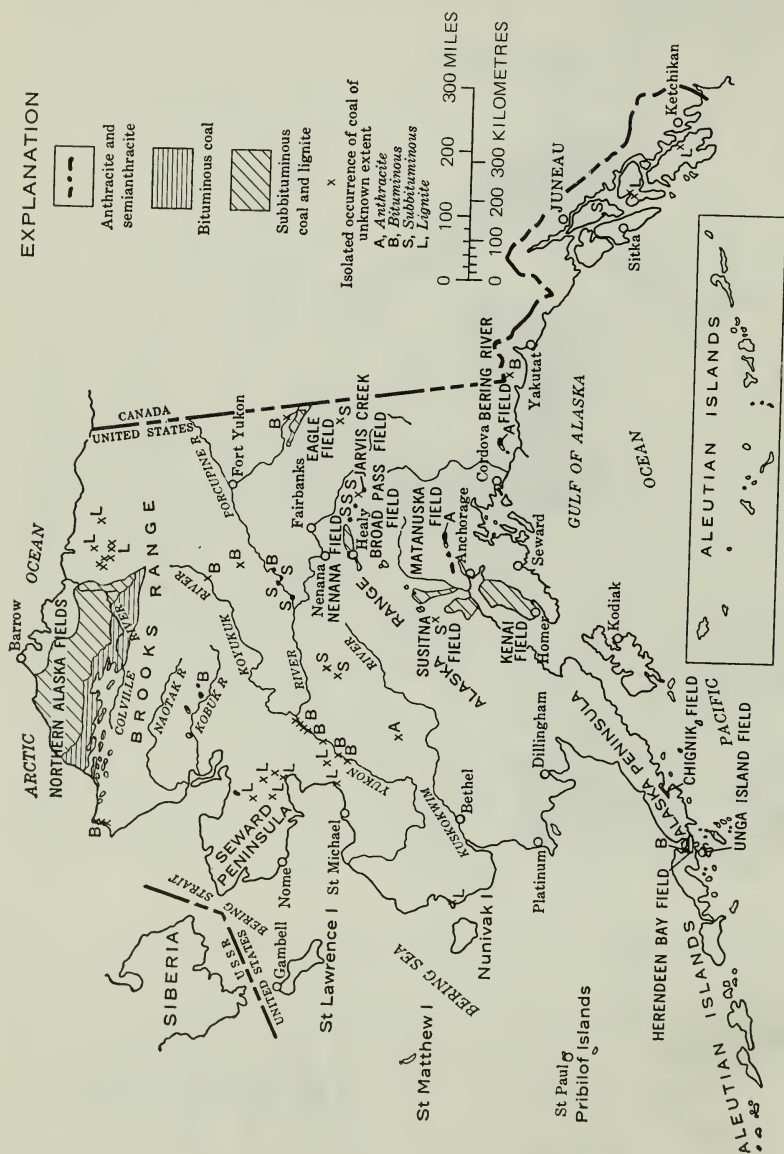 EXPLANATION
Anthracite and
semianthracite
Bituminous coal
Subbituminous
coal and lignite
x
Isolated occurrence of coal of
unknown extent
A, Anthracite
B, Bituminous
S, Subbituminous
L, Lignite
0 100 200 300 MILES
0 100 200 300 KILOMETRES
ARCTIC
OCEAN
Barrow
NORTHERN ALASKA FIELDS
COLVILLE
RIVER
BROOKS RANGE
B
L
L
L
L
NAOTAK R
KOBUK R
B
SIBERIA
BERING STRAIT
USSR
UNITED STATES
SEWARD
PENINSULA
L
L
L
L
Nome
Gambell
St Lawrence I
St Michael
KOYUKUK
RIVER
B
B
PORCUPINE R
CANADA
UNITED STATES
Fort Yukon
B
EAGLE
FIELD
S
B
S
S
RIVER
YUKON
B
B
B
L
L
S
S
Fairbanks
Nenana
NENANA FIELD
S
S
S
Healy
JARVIS CREEK
FIELD
BROAD PASS
FIELD
MATANUSKA
FIELD
A
ALASKA
RANGE
SUSITNA
FIELD
S
Anchorage
KENAI
FIELD
Homer
Seward
Cordova
BERING RIVER
FIELD
A
B
Yakutat
GULF OF ALASKA
KUSKOKWIM
RIVER
A
Bethel
L
Nunivak I
BERING SEA
St Matthew I
St Paul
Pribilof Islands
Platinum
Dillingham
Kodiak
ALASKA PENINSULA
ALASKA PENINSULA
CHIGNIK FIELD
UNGA ISLAND FIELD
HERENDEEN BAY FIELD
B
PACIFIC
OCEAN
ALEUTIAN ISLANDS
ALEUTIAN ISLANDS
JUNEAU
Sitka
Ketchikan
S
L
L